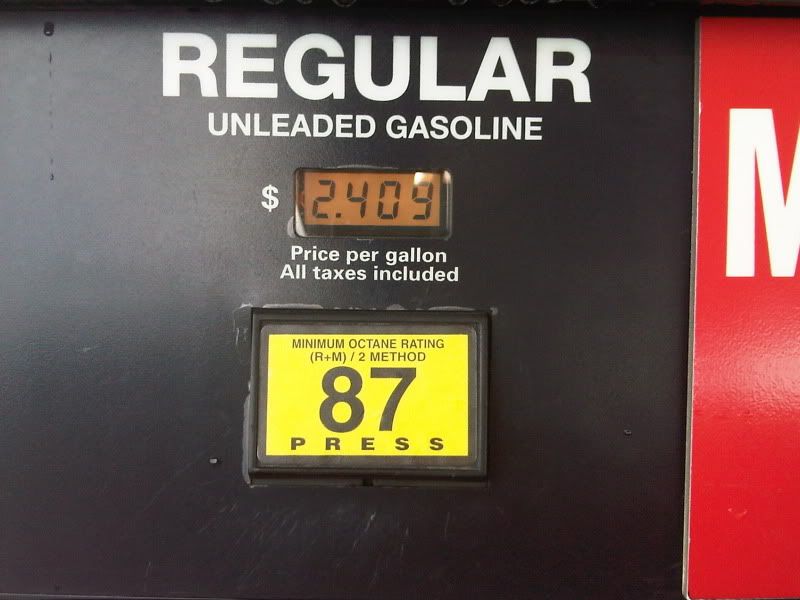 REGULAR
UNLEADED GASOLINE
$ 2.409
Price per gallon
All taxes included
MINIMUM OCTANE RATING
(R+M) / 2 METHOD
87
PRESS
M